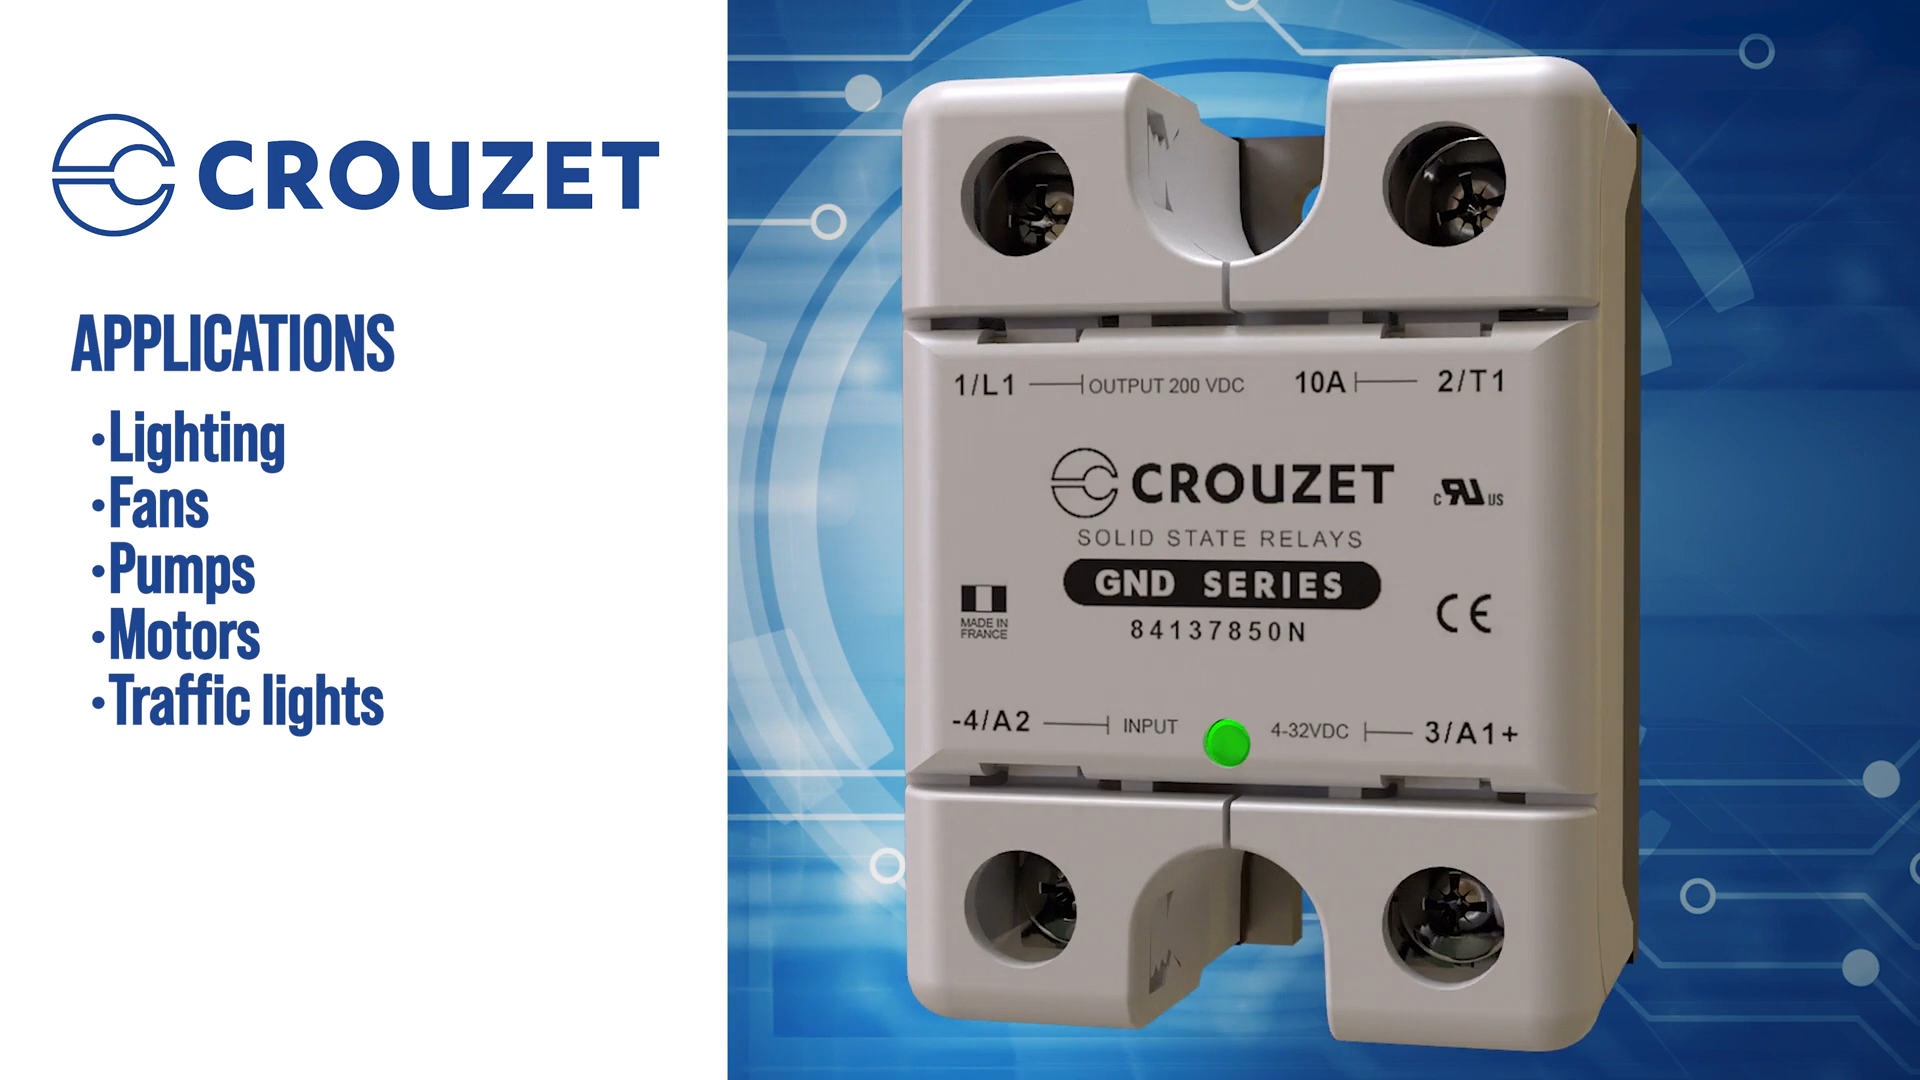 CROUZET
APPLICATIONS
•Lighting
•Fans
•Pumps
•Motors
•Traffic lights
1/L1 OUTPUT 200 VDC 10A 2/T1
CROUZET
c RU US
SOLID STATE RELAYS
GND SERIES
84137850N
MADE IN
FRANCE
CE
-4/A2 INPUT 4-32VDC 3/A1+